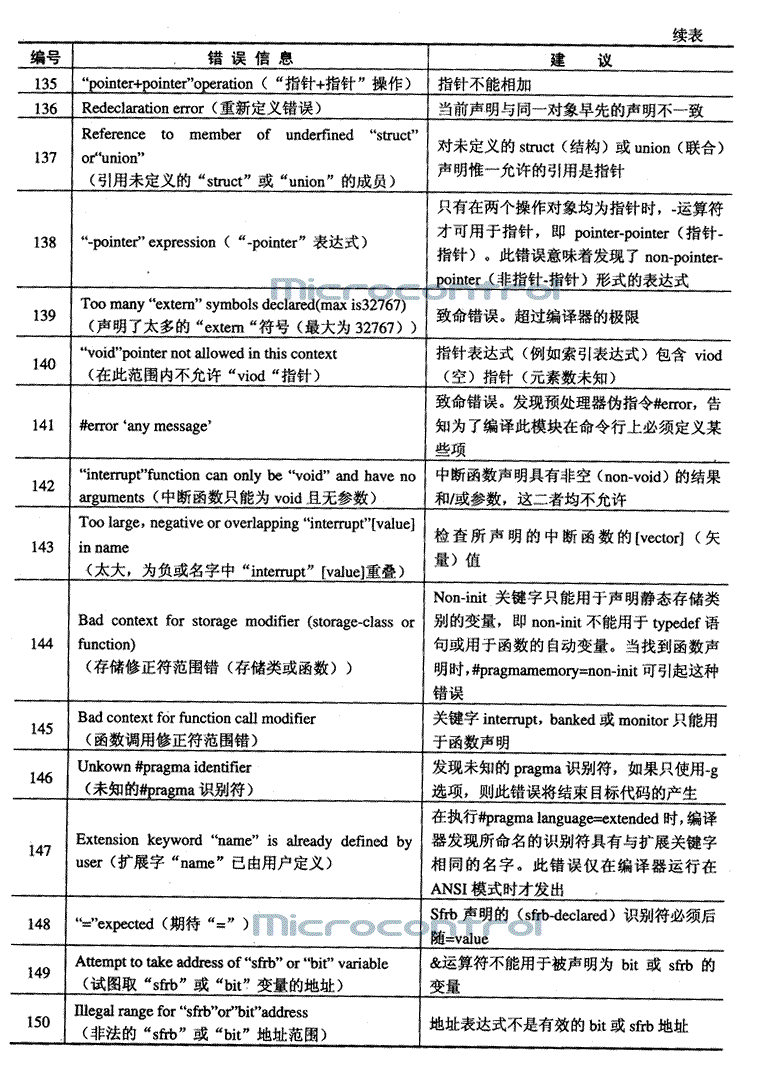 续表
编号 错 误 信 息 建 议
135 “pointer+pointer”operation（“指针+指针”操作） 指针不能相加
136 Redeclaration error（重新定义错误） 当前声明与同一对象早先的声明不一致
137 Reference to member of underfined “struct”
or“union”
（引用未定义的“struct”或“union”的成员）
对未定义的 struct（结构）或 union（联合）
声明惟一允许的引用是指针
138 “-pointer” expression（“-pointer”表达式）
只有在两个操作对象均为指针时，-运算符
才可用于指针，即 pointer-pointer（指针-
指针）。此错误意味着发现了 non-pointer-
pointer（非指针-指针）形式的表达式
Microcontrol
139 Too many “extern” symbols declared(max is32767)
（声明了太多的“extern“符号（最大为 32767））
致命错误。超过编译器的极限
140 “void”pointer not allowed in this context
（在此范围内不允许“viod“指针）
指针表达式（例如索引表达式）包含 viod
（空）指针（元素数未知）
141 #error ‘any message’
致命错误。发现预处理器伪指令#error，告
知为了编译此模块在命令行上必须定义某
些项
142 “interrupt”function can only be “void” and have no
arguments（中断函数只能为 void 且无参数）
中断函数声明具有非空（non-void）的结果
和/或参数，这二者均不允许
143 Too large，negative or overlapping “interrupt”[value]
in name
（太大，为负或名字中“interrupt”[value]重叠）
检查所声明的中断函数的[vector]（矢
量）值
144 Bad context for storage modifier (storage-class or
function)
（存储修正符范围错（存储类或函数））
Non-init 关键字只能用于声明静态存储类
别的变量，即 non-init 不能用于 typedef 语
句或用于函数的自动变量。当找到函数声
明时,#pragmamemory=non-init 可引起这种
错误
145 Bad context for function call modifier
（函数调用修正符范围错）
关键字 interrupt，banked 或 monitor 只能用
于函数声明
146 Unkown #pragma identifier
（未知的#pragma 识别符）
发现未知的 pragma 识别符，如果只使用-g
选项，则此错误将结束目标代码的产生
147 Extension keyword “name” is already defined by
user（扩展字“name”已由用户定义）
在执行#pragma language=extended 时,编译
器发现所命名的识别符具有与扩展关键字
相同的名字。此错误仅在编译器运行在
ANSI 模式时才发出
148 “=”expected（期待“=”）
Microcontrol
Sfrb 声明的（sfrb-declared）识别符必须后
随=value
149 Attempt to take address of “sfrb” or “bit” variable
（试图取“sfrb”或“bit”变量的地址）
&运算符不能用于被声明为 bit 或 sfrb 的
变量
150 Illegal range for “sfrb”or”bit”address
（非法的“sfrb”或“bit”地址范围）
地址表达式不是有效的 bit 或 sfrb 地址